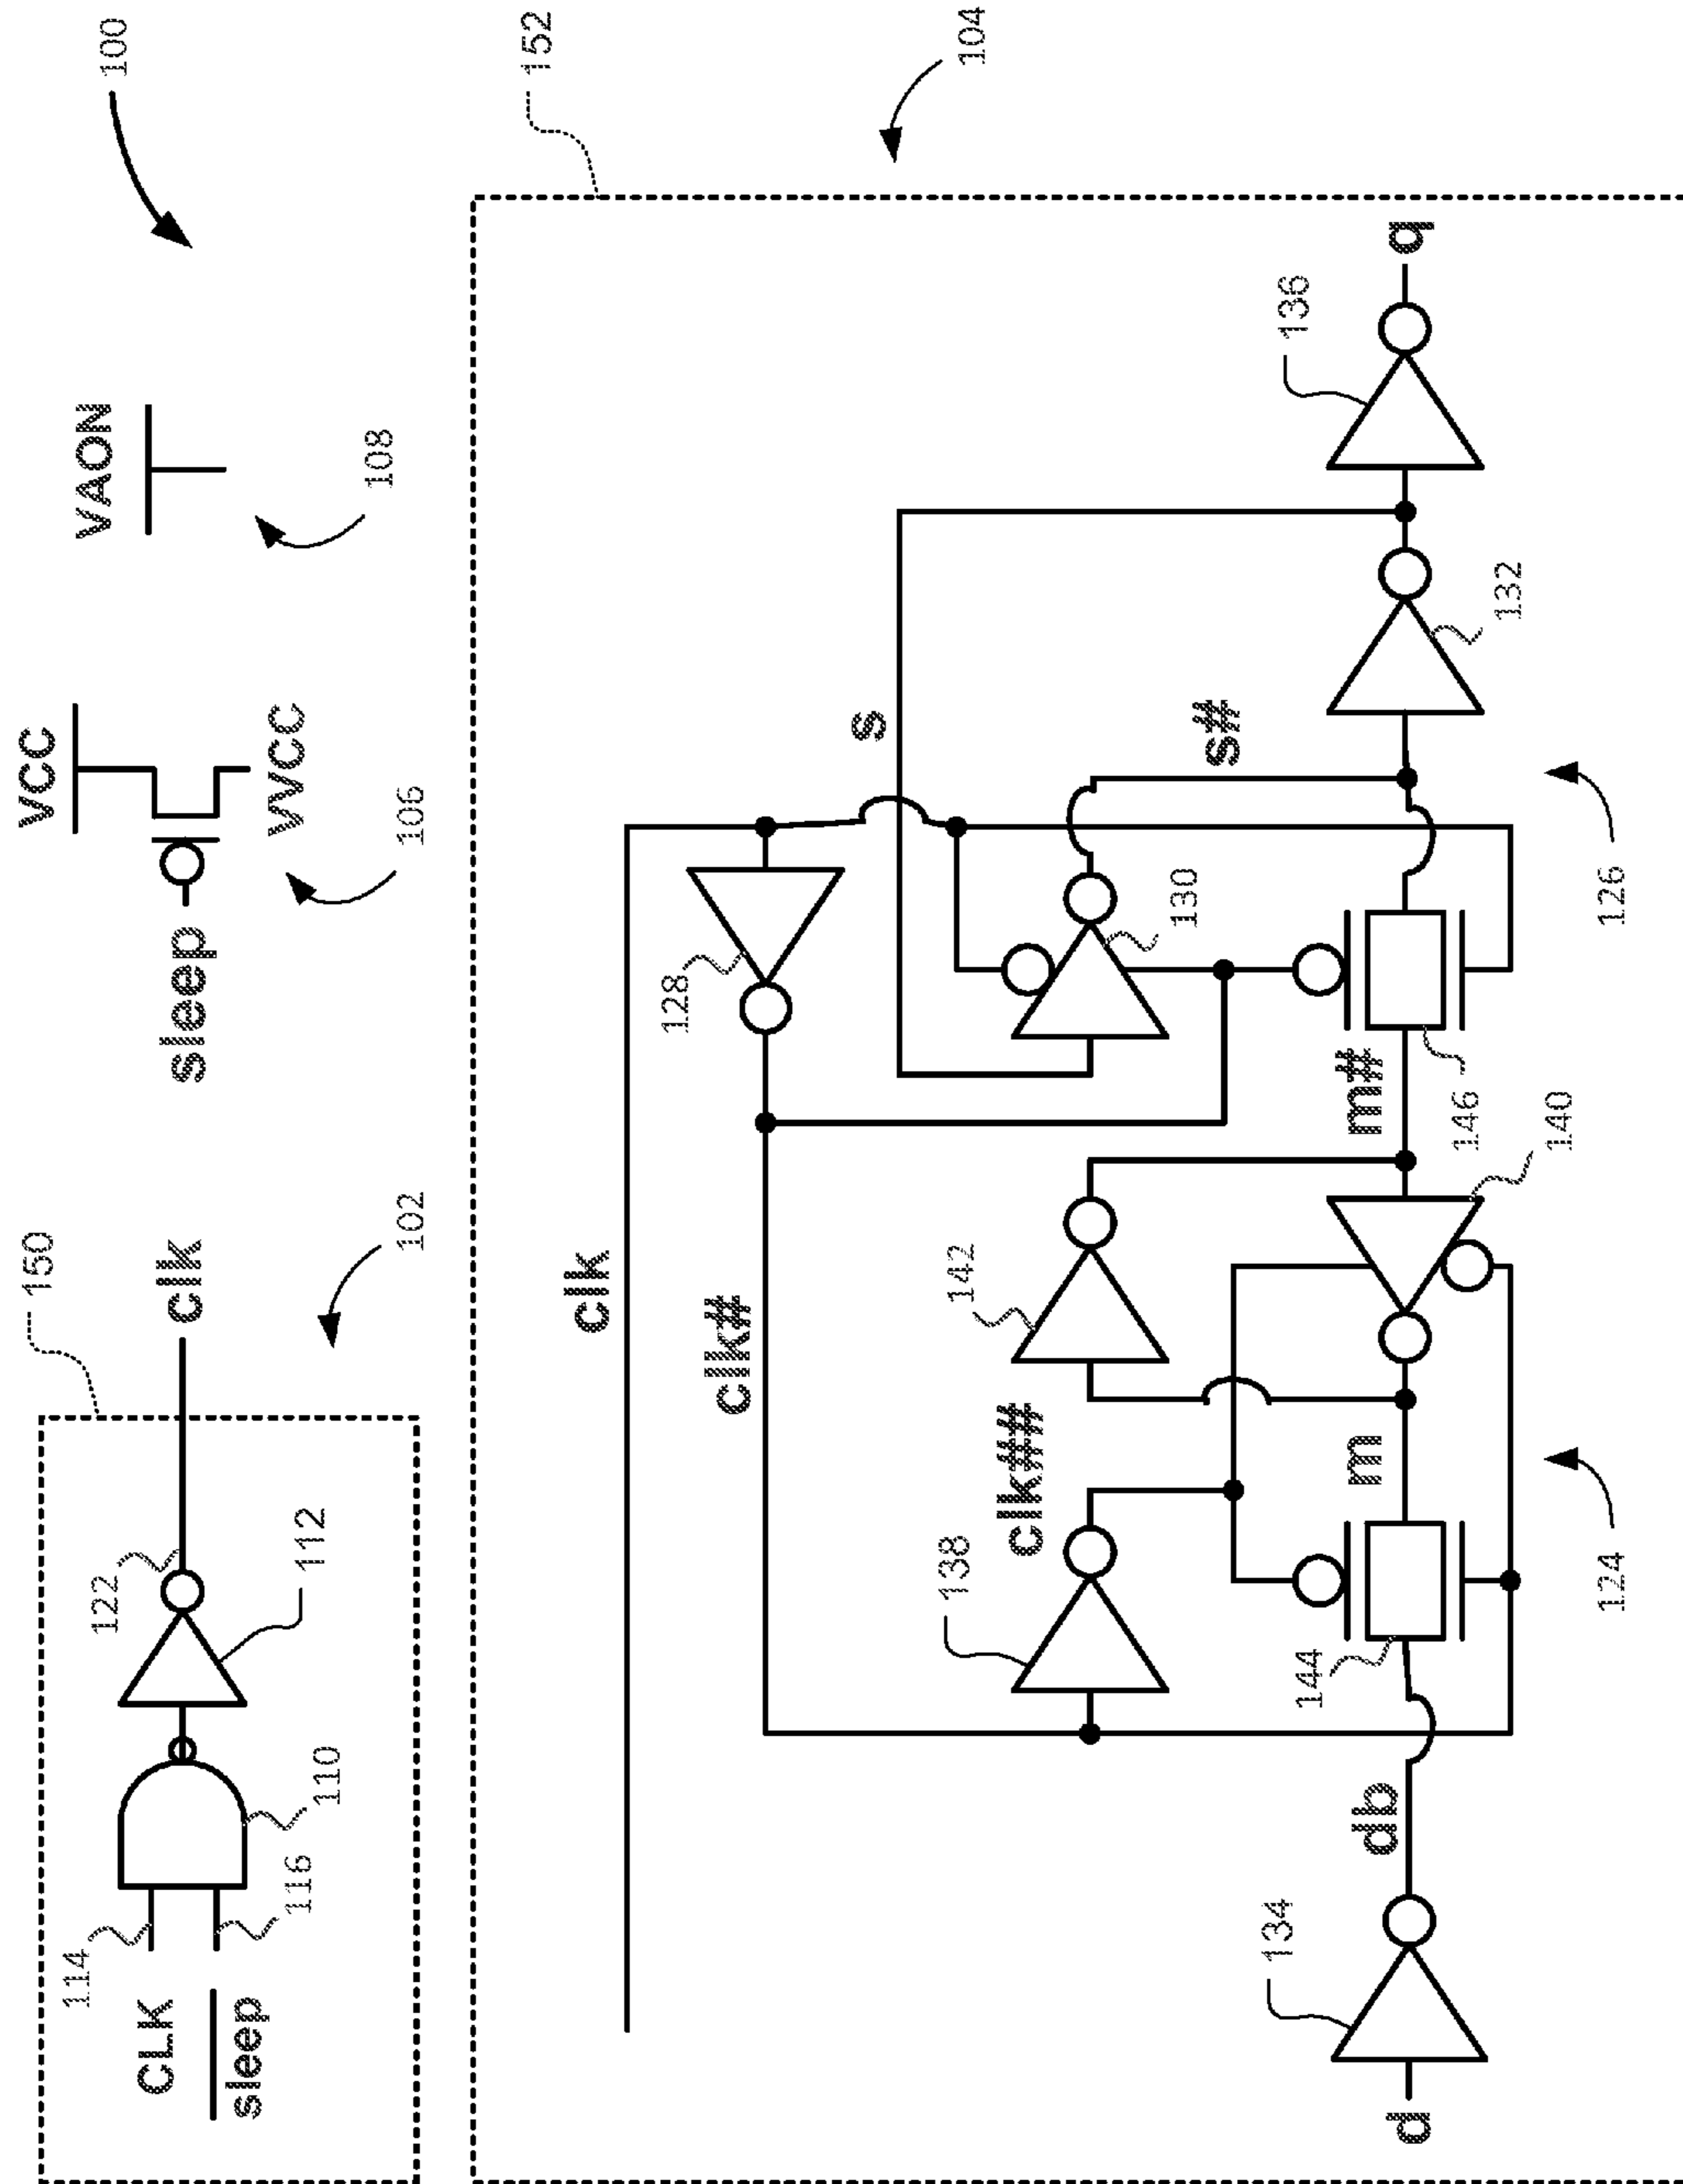 100
150
CLK
sleep
114
116
110
122
112
clk
102
sleep
VCC
VVCC
106
VAON
108
152
104
clk
clk#
128
s
clk##
138
142
130
s#
d
134
db
144
m
m#
146
140
132
136
q
124
126